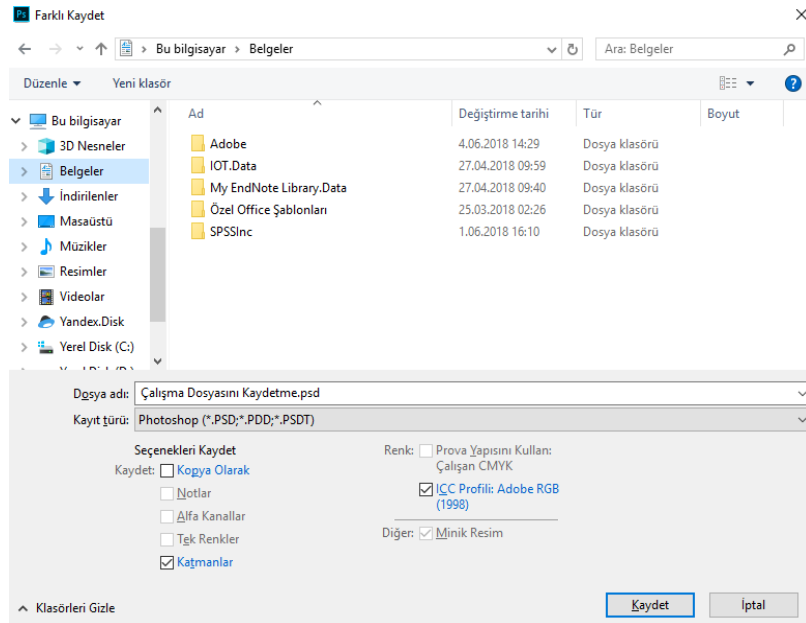 Ps Farklı Kaydet
Bu bilgisayar > Belgeler
Ara: Belgeler
Düzenle Yeni klasör
Ad Değiştirme tarihi Tür Boyut
Bu bilgisayar
3D Nesneler
Belgeler
İndirilenler
Masaüstü
Müzikler
Resimler
Videolar
Yandex.Disk
Yerel Disk (C:)
Adobe 4.06.2018 14:29 Dosya klasörü
IOT.Data 27.04.2018 09:59 Dosya klasörü
My EndNote Library.Data 27.04.2018 09:40 Dosya klasörü
Özel Office Şablonları 25.03.2018 02:26 Dosya klasörü
SPSSInc 1.06.2018 16:10 Dosya klasörü
Dosya adı: Çalışma Dosyasını Kaydetme.psd
Kayıt türü: Photoshop (*.PSD;*.PDD;*.PSDT)
Seçenekleri Kaydet
Kaydet: Kopya Olarak
Notlar
Alfa Kanallar
Tek Renkler
Katmanlar
Renk: Prova Yapısını Kullan:
Çalışan CMYK
ICC Profili: Adobe RGB
(1998)
Diğer: Minik Resim
Klasörleri Gizle
Kaydet İptal